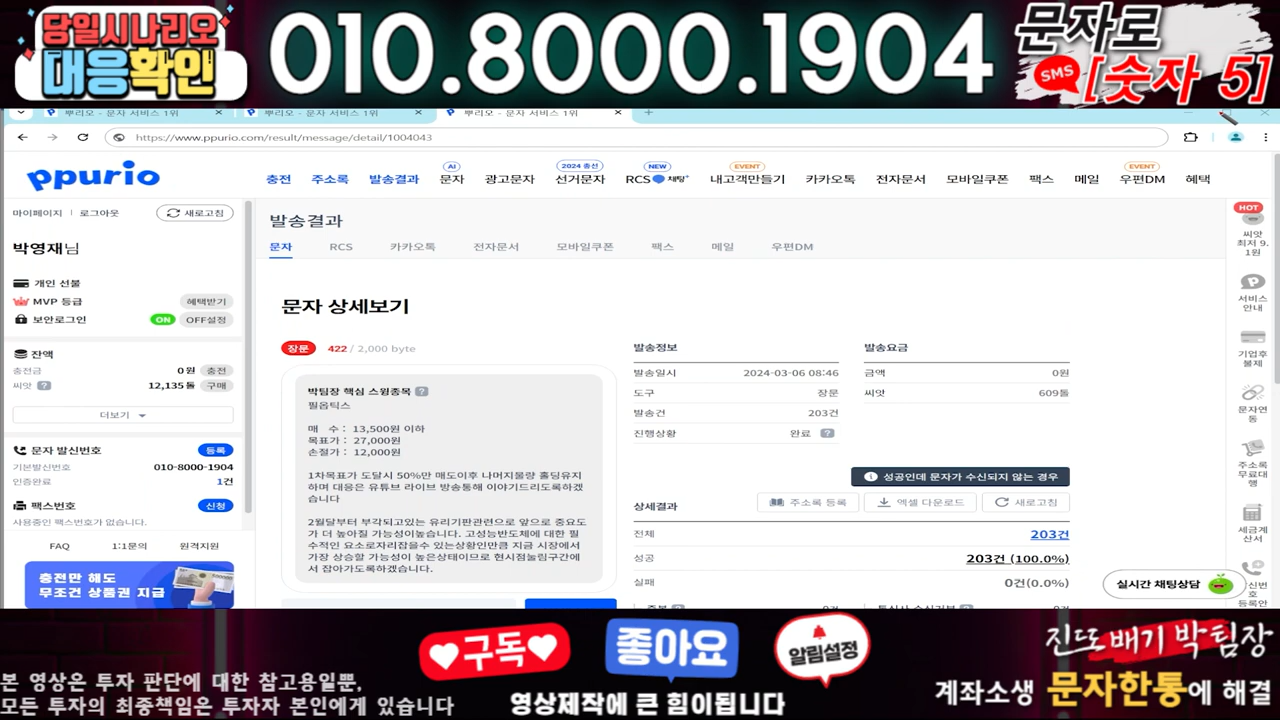 당일시나리오
대응확인
010.8000.1904
문자로
SMS [숫자 5]
뿌리오 - 문자 서비스 1위
뿌리오 - 문자 서비스 1위
뿌리오 - 문자 서비스 1위
https://www.ppurio.com/result/message/detail/1004043
ppurio
충전 주소록 발송결과 AI 문자 광고문자 2024 총선 선거문자 NEW RCS 채팅+ EVENT 내고객만들기 카카오톡 전자문서 모바일쿠폰 팩스 메일 EVENT 우편DM 혜택
마이페이지 | 로그아웃 새로고침
박영재님
개인 선불
MVP 등급 혜택받기
보안로그인 ON OFF설정
잔액
충전금 0원 충전
씨앗 ? 12,135톨 구매
더보기
문자 발신번호 등록
기본발신번호 010-8000-1904
인증완료 1건
팩스번호 신청
사용중인 팩스번호가 없습니다.
FAQ 1:1문의 원격지원
충전만 해도
무조건 상품권 지급
발송결과
문자 RCS 카카오톡 전자문서 모바일쿠폰 팩스 메일 우편DM
문자 상세보기
장문 422 / 2,000 byte
박팀장 핵심 스윙종목 ?
필옵틱스
매 수 : 13,500원 이하
목표가 : 27,000원
손절가 : 12,000원
1차목표가 도달시 50%만 매도이후 나머지물량 홀딩유지
하며 대응은 유튜브 라이브 방송통해 이야기드리도록하겠
습니다
2월달부터 부각되고있는 유리기판관련으로 앞으로 중요도
가 더 높아질 가능성이높습니다. 고성능반도체에 대한 필
수적인 요소로자리잡을수 있는상황인만큼 지금 시장에서
가장 상승할 가능성이 높은상태이므로 현시점눌림구간에
서 잡아가도록하겠습니다.
발송정보
발송일시 2024-03-06 08:46
도구 장문
발송건 203건
진행상황 완료 ?
발송요금
금액 0원
씨앗 609톨
성공인데 문자가 수신되지 않는 경우
상세결과 주소록 등록 엑셀 다운로드 새로고침
전체 203건
성공 203건 (100.0%)
실패 0건(0.0%)
HOT
씨앗
최저 9.
1원
서비스
안내
기업후
불제
문자연
동
주소록
무료대
행
세금계
산서
발신번
호
등록안
실시간 채팅상담
구독
좋아요
알림설정
영상제작에 큰 힘이됩니다
본 영상은 투자 판단에 대한 참고용일뿐,
모든 투자의 최종책임은 투자자 본인에게 있습니다
진또배기 박팀장
계좌소생 문자한통에 해결